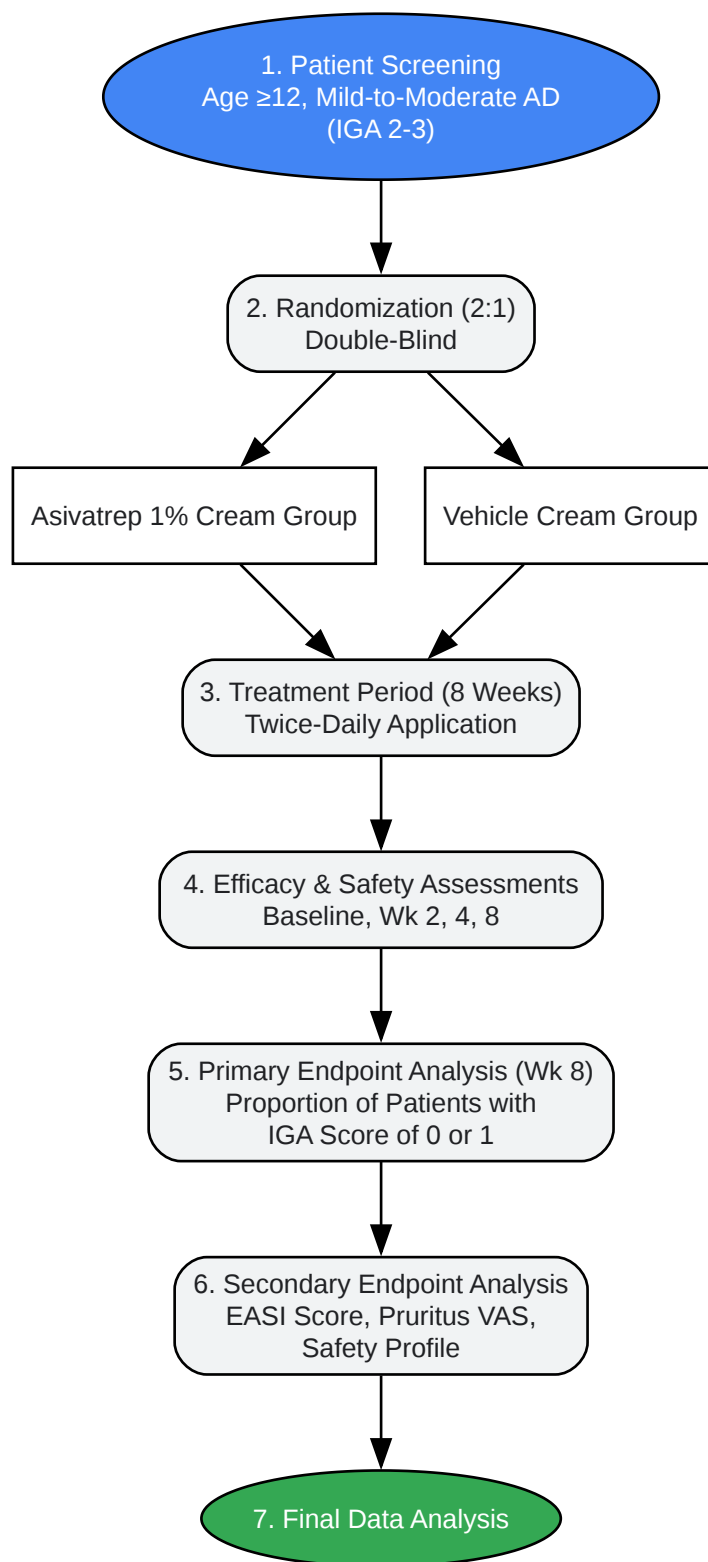 1. Patient Screening
Age ≥12, Mild-to-Moderate AD
(IGA 2-3)
2. Randomization (2:1)
Double-Blind
Asivatrep 1% Cream Group
Vehicle Cream Group
3. Treatment Period (8 Weeks)
Twice-Daily Application
4. Efficacy & Safety Assessments
Baseline, Wk 2, 4, 8
5. Primary Endpoint Analysis (Wk 8)
Proportion of Patients with
IGA Score of 0 or 1
6. Secondary Endpoint Analysis
EASI Score, Pruritus VAS,
Safety Profile
7. Final Data Analysis